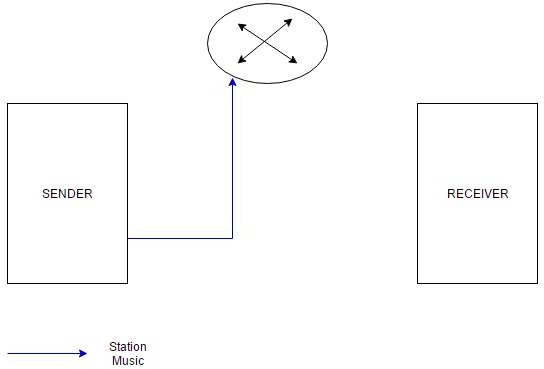 SENDER
RECEIVER
Station
Music